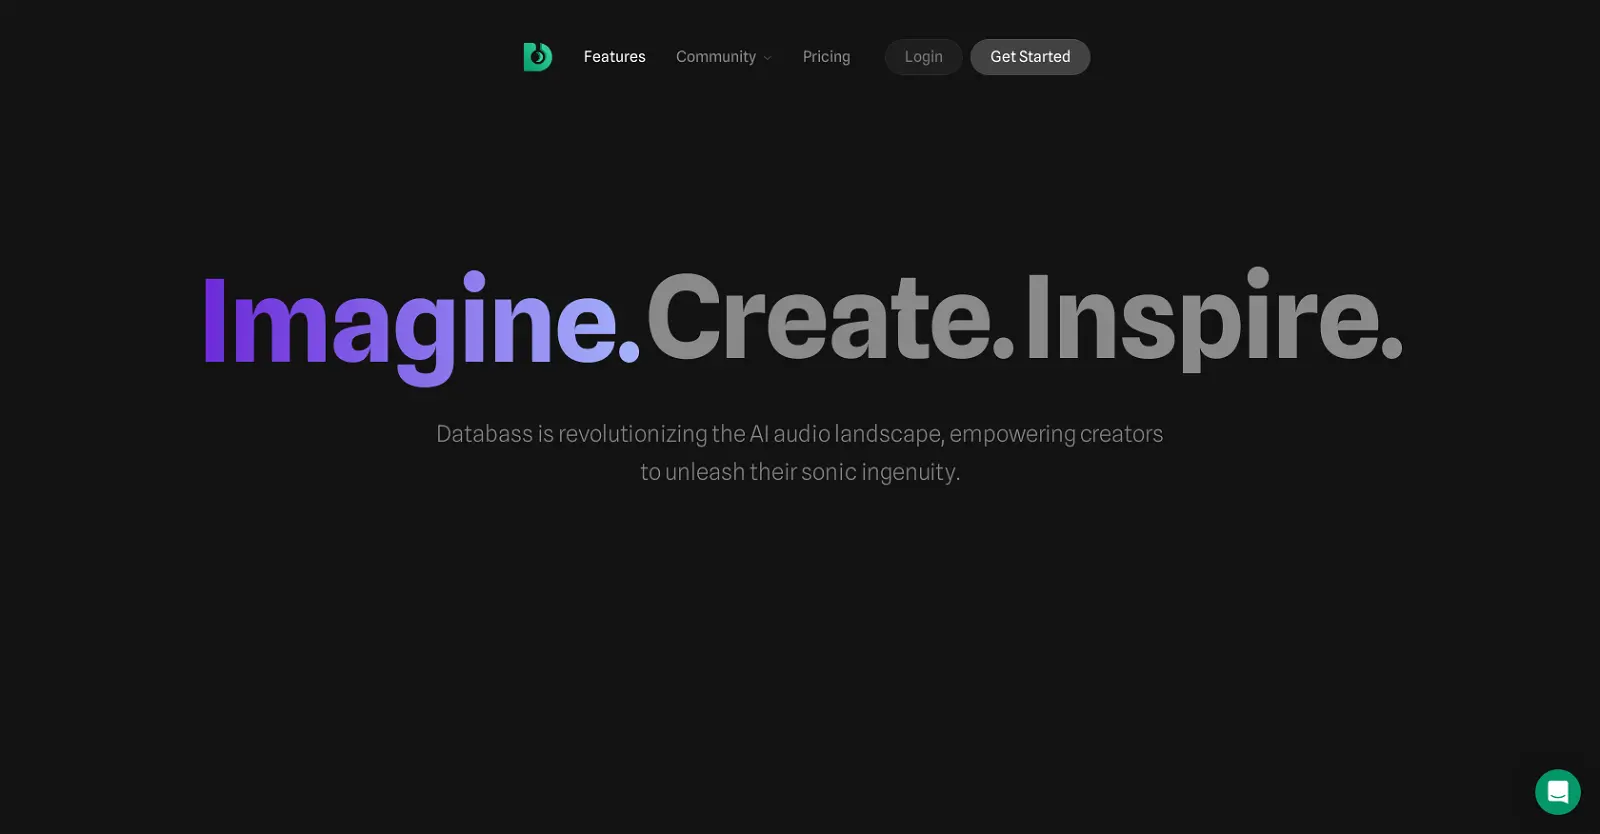 Features Community Pricing Login Get Started
Imagine. Create. Inspire.
Databass is revolutionizing the AI audio landscape, empowering creators
to unleash their sonic ingenuity.